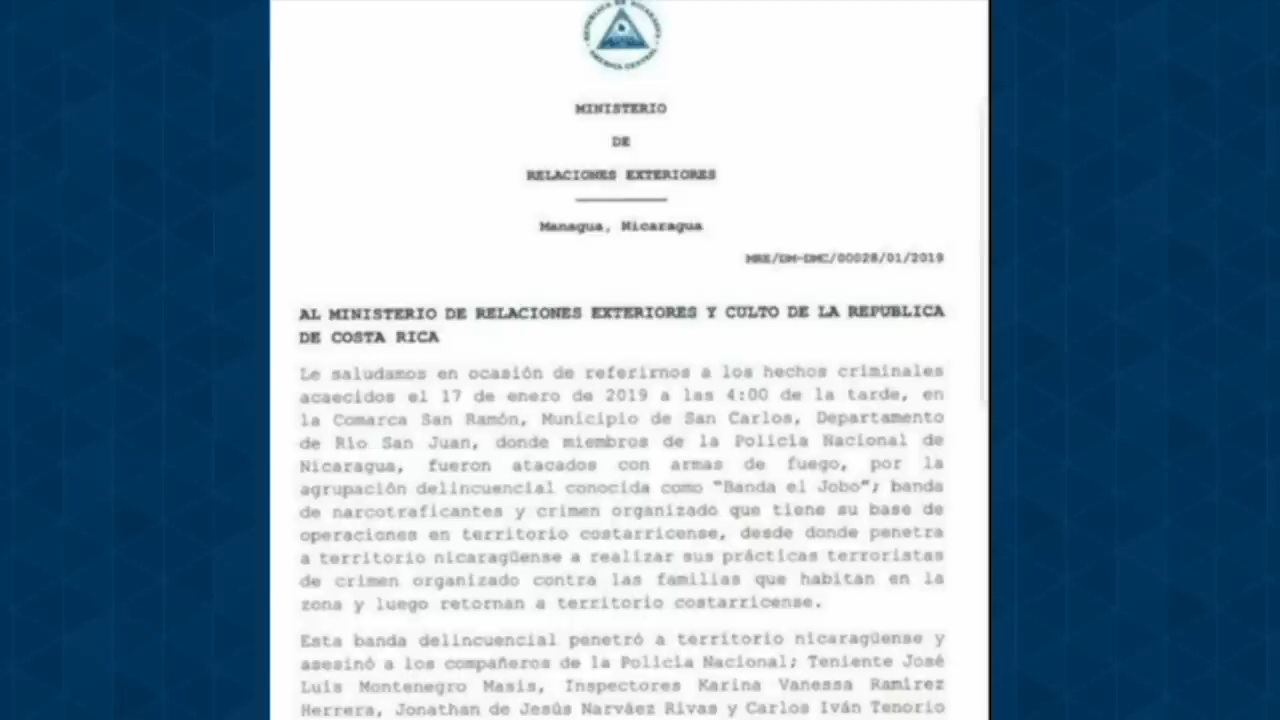 REPUBLICA DE NICARAGUA
AMERICA CENTRAL
MINISTERIO
DE
RELACIONES EXTERIORES
Managua, Nicaragua
MRE/DM-DMC/00028/01/2019
AL MINISTERIO DE RELACIONES EXTERIORES Y CULTO DE LA REPUBLICA
DE COSTA RICA
Le saludamos en ocasión de referirnos a los hechos criminales
acaecidos el 17 de enero de 2019 a las 4:00 de la tarde, en
la Comarca San Ramón, Municipio de San Carlos, Departamento
de Río San Juan, donde miembros de la Policía Nacional de
Nicaragua, fueron atacados con armas de fuego, por la
agrupación delincuencial conocida como "Banda el Jobo"; banda
de narcotraficantes y crimen organizado que tiene su base de
operaciones en territorio costarricense, desde donde penetra
a territorio nicaragüense a realizar sus prácticas terroristas
de crimen organizado contra las familias que habitan en la
zona y luego retornan a territorio costarricense.
Esta banda delincuencial penetró a territorio nicaragüense y
asesinó a los compañeros de la Policía Nacional; Teniente José
Luis Montenegro Masis, Inspectores Karina Vanessa Ramirez
Herrera, Jonathan de Jesús Narváez Rivas y Carlos Iván Tenorio